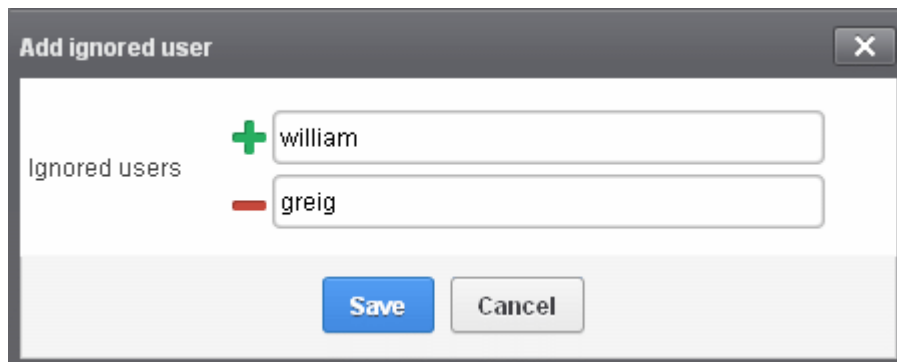 Add ignored user
Ignored users
william
greig
Save Cancel